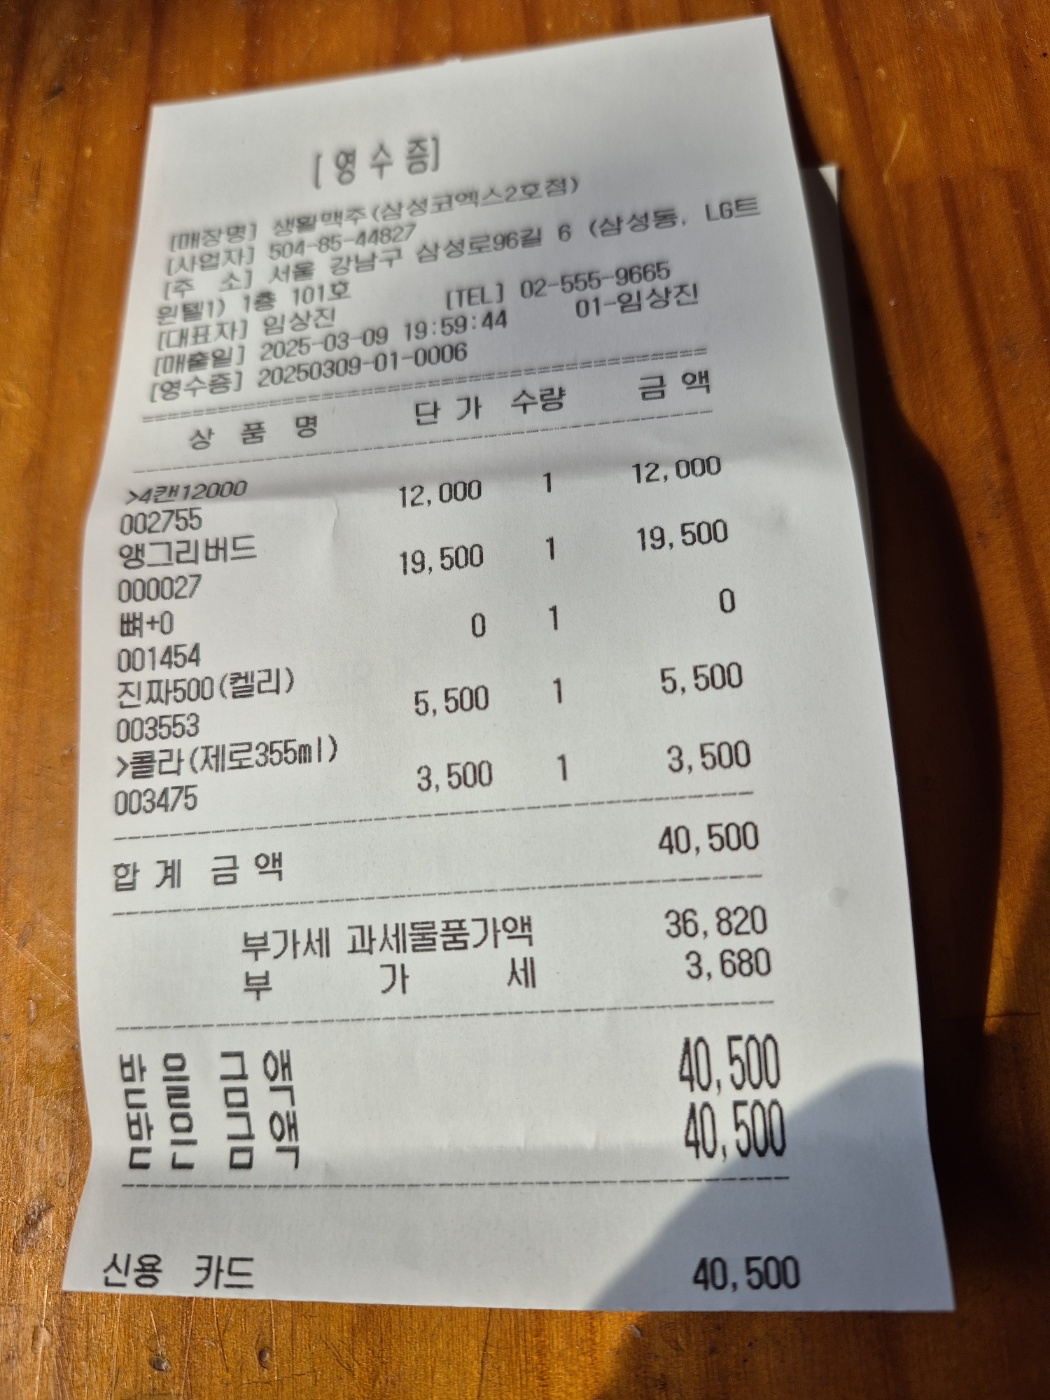 [영수증]
[매장명] 생활맥주(삼성코엑스2호점)
[사업자] 504-85-44827
[주 소] 서울 강남구 삼성로96길 6 (삼성동, LG트
윈텔1) 1층 101호
[대표자] 임상진 [TEL] 02-555-9665
[매출일] 2025-03-09 19:59:44 01-임상진
[영수증] 20250309-01-0006
상 품 명 단 가 수량 금 액
>4캔12000 12,000 1 12,000
002755
앵그리버드 19,500 1 19,500
000027
뼈+0 0 1 0
001454
진짜500(켈리) 5,500 1 5,500
003553
>콜라(제로355ml) 3,500 1 3,500
003475
합 계 금 액 40,500
부가세 과세물품가액 36,820
부 가 세 3,680
받 을 금 액 40,500
받 은 금 액 40,500
신용 카드 40,500